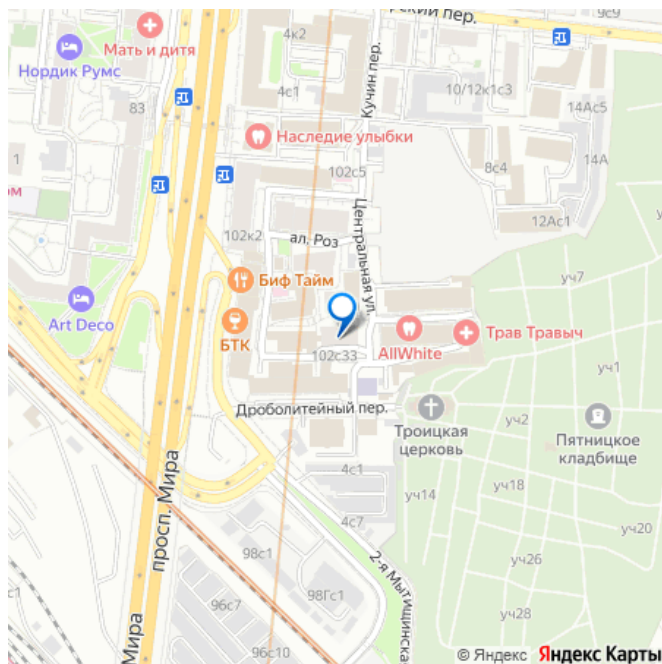 рский пер.
9с9
Мать и дитя
4к2
Нордик Румс
Кучин пер.
83
4с1
10/12к1с3
14Ас5
Наследие улыбки
1
102с5
8с4
14А
ом
12Ас1
102к2
ал. Роз
Центральная ул.
уч7
Биф Тайм
Art Deco
БТК
102с33
AllWhite
Трав Травыч
уч1
Дроболитейный пер.
Троицкая
церковь
уч2
Пятницкое
кладбище
просп. Мира
4с1
уч14
уч18
4с7
уч20
98с1
2-я Мытищинская
уч26
96с7
98Гс1
уч28
Мира
96с10
© Яндекс Яндекс Карты